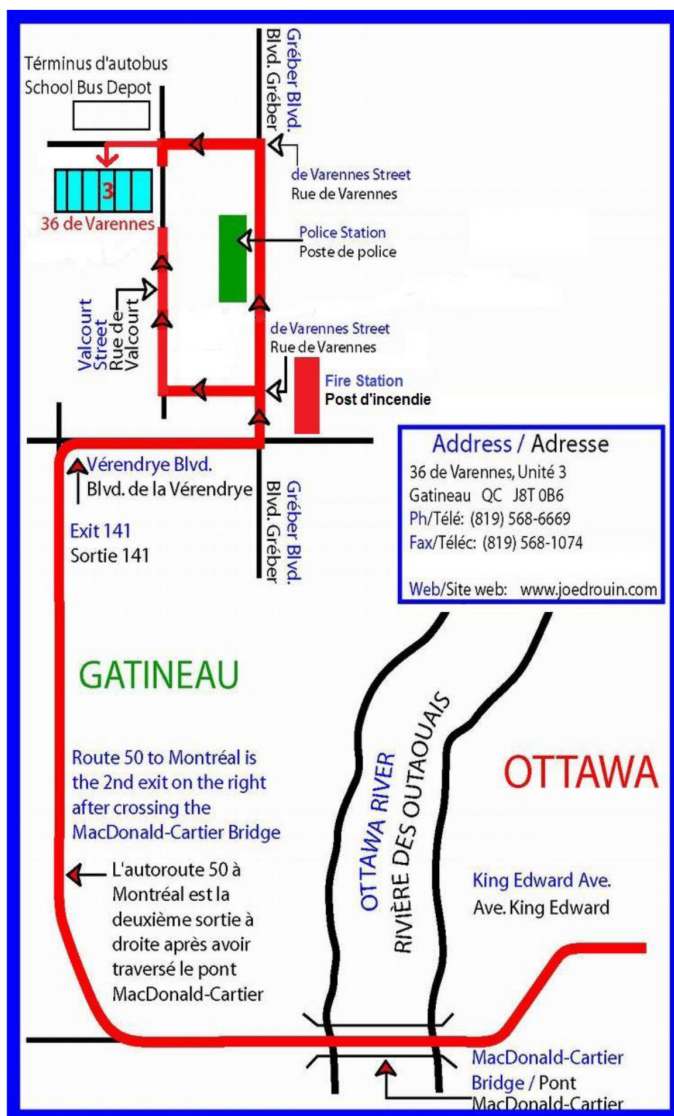 Términus d'autobus
School Bus Depot
Gréber Blvd.
Blvd. Gréber
de Varennes Street
Rue de Varennes
3
36 de Varennes
Police Station
Poste de police
Valcourt
Street
Rue de
Valcourt
de Varennes Street
Rue de Varennes
Fire Station
Post d'incendie
Vérendrye Blvd.
Blvd. de la Vérendrye
Exit 141
Sortie 141
Gréber Blvd.
Blvd. Gréber
Address / Adresse
36 de Varennes, Unité 3
Gatineau QC J8T 0B6
Ph/Télé: (819) 568-6669
Fax/Téléc: (819) 568-1074
Web/Site web: www.joedrouin.com
GATINEAU
OTTAWA RIVER
RIVIÈRE DES OUTAOUAIS
OTTAWA
Route 50 to Montréal is
the 2nd exit on the right
after crossing the
MacDonald-Cartier Bridge
L'autoroute 50 à
Montréal est la
deuxième sortie à
droite après avoir
traversé le pont
MacDonald-Cartier
King Edward Ave.
Ave. King Edward
MacDonald-Cartier
Bridge / Pont
MacDonald-Cartier